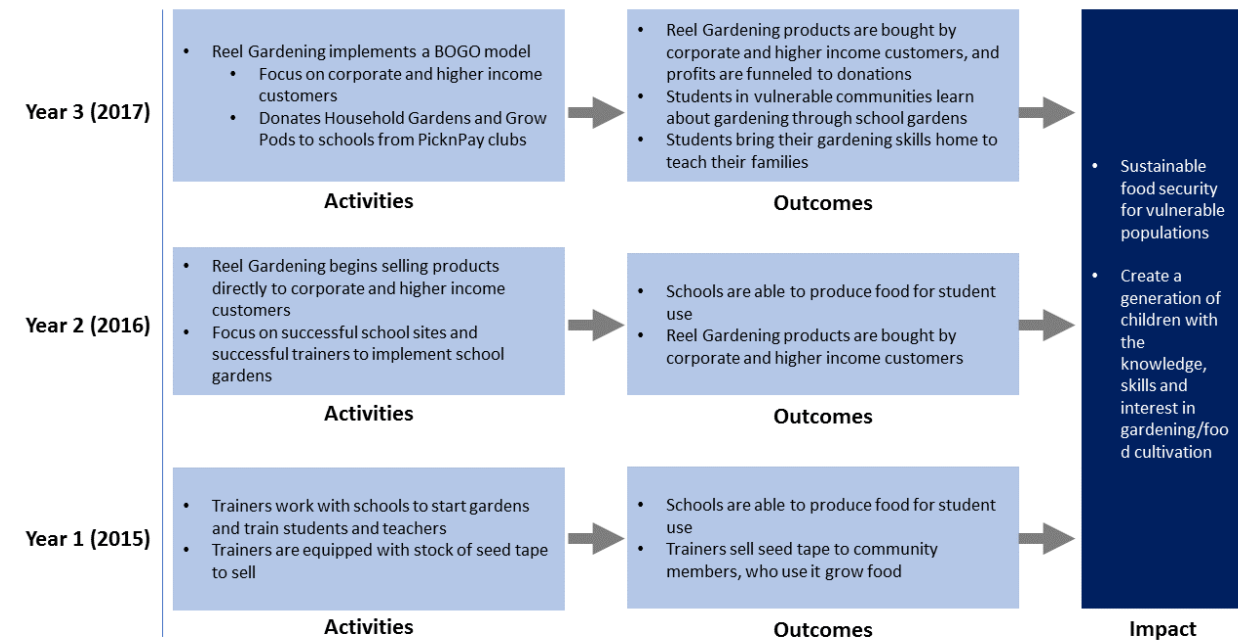 Year 3 (2017)
• Reel Gardening implements a BOGO model
• Focus on corporate and higher income
customers
• Donates Household Gardens and Grow
Pods to schools from PicknPay clubs
Activities
• Reel Gardening products are bought by
corporate and higher income customers, and
profits are funneled to donations
• Students in vulnerable communities learn
about gardening through school gardens
• Students bring their gardening skills home to
teach their families
Outcomes
Year 2 (2016)
• Reel Gardening begins selling products
directly to corporate and higher income
customers
• Focus on successful school sites and
successful trainers to implement school
gardens
Activities
• Schools are able to produce food for student
use
• Reel Gardening products are bought by
corporate and higher income customers
Outcomes
Year 1 (2015)
• Trainers work with schools to start gardens
and train students and teachers
• Trainers are equipped with stock of seed tape
to sell
Activities
• Schools are able to produce food for student
use
• Trainers sell seed tape to community
members, who use it grow food
Outcomes
• Sustainable
food security
for vulnerable
populations
• Create a
generation of
children with
the
knowledge,
skills and
interest in
gardening/foo
d cultivation
Impact